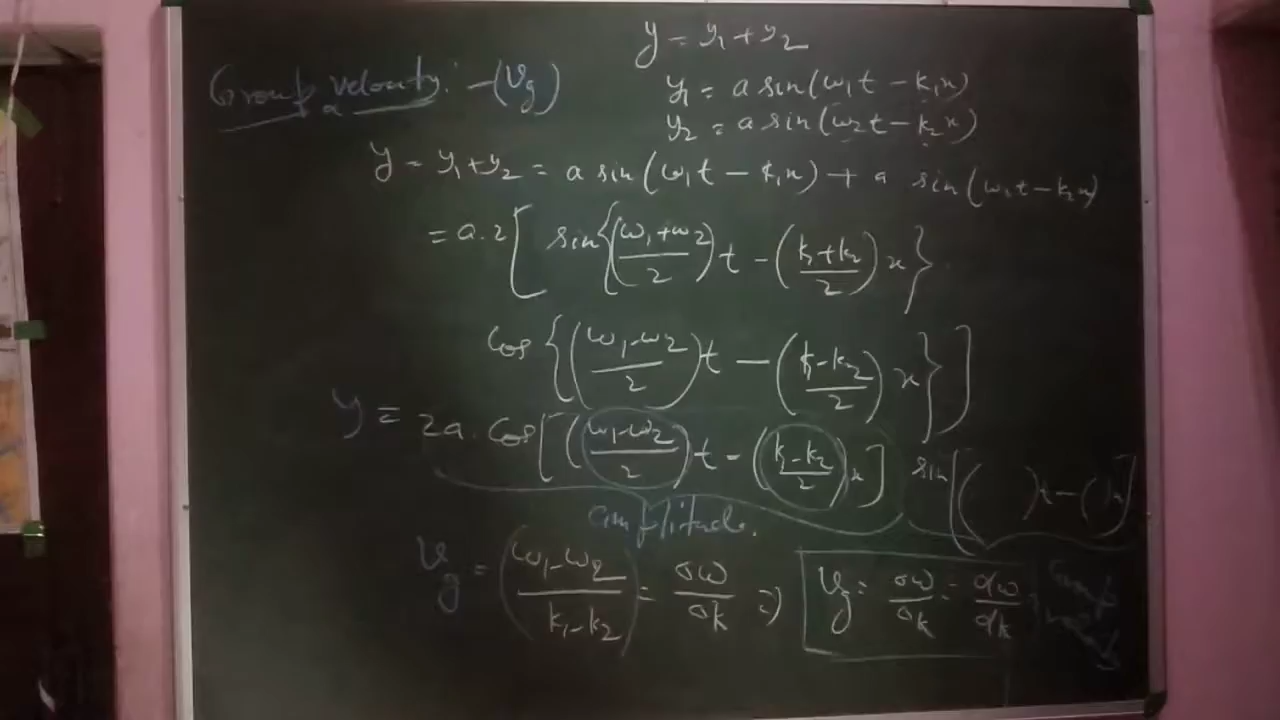 y = y₁+y₂
Group velocity: -(Vg)
y₁ = a sin(ω₁t - k₁x)
y₂ = a sin(ω₂t - k₂x)
y = y₁+y₂ = a sin(ω₁t - k₁x) + a sin(ω₂t - k₂x)
= a.2[ sin{(ω₁+ω₂/2)t - (k₁+k₂/2)x}
cos{(ω₁-ω₂/2)t - (k₁-k₂/2)x}]
y = 2a. cos[(ω₁-ω₂/2)t - (k₁-k₂/2)x] sin[( )t - ( )x]
amplitude.
Vg = (ω₁-ω₂/k₁-k₂) = Δω/Δk ⇒ Vg = Δω/Δk = dω/dk